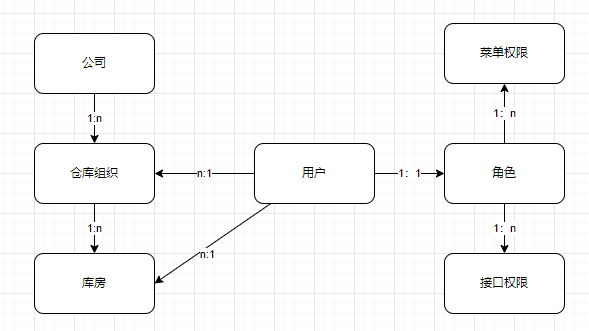 公司
菜单权限
1:n
1：n
仓库组织
n:1
用户
1：1
角色
1:n
n:1
1：n
库房
接口权限